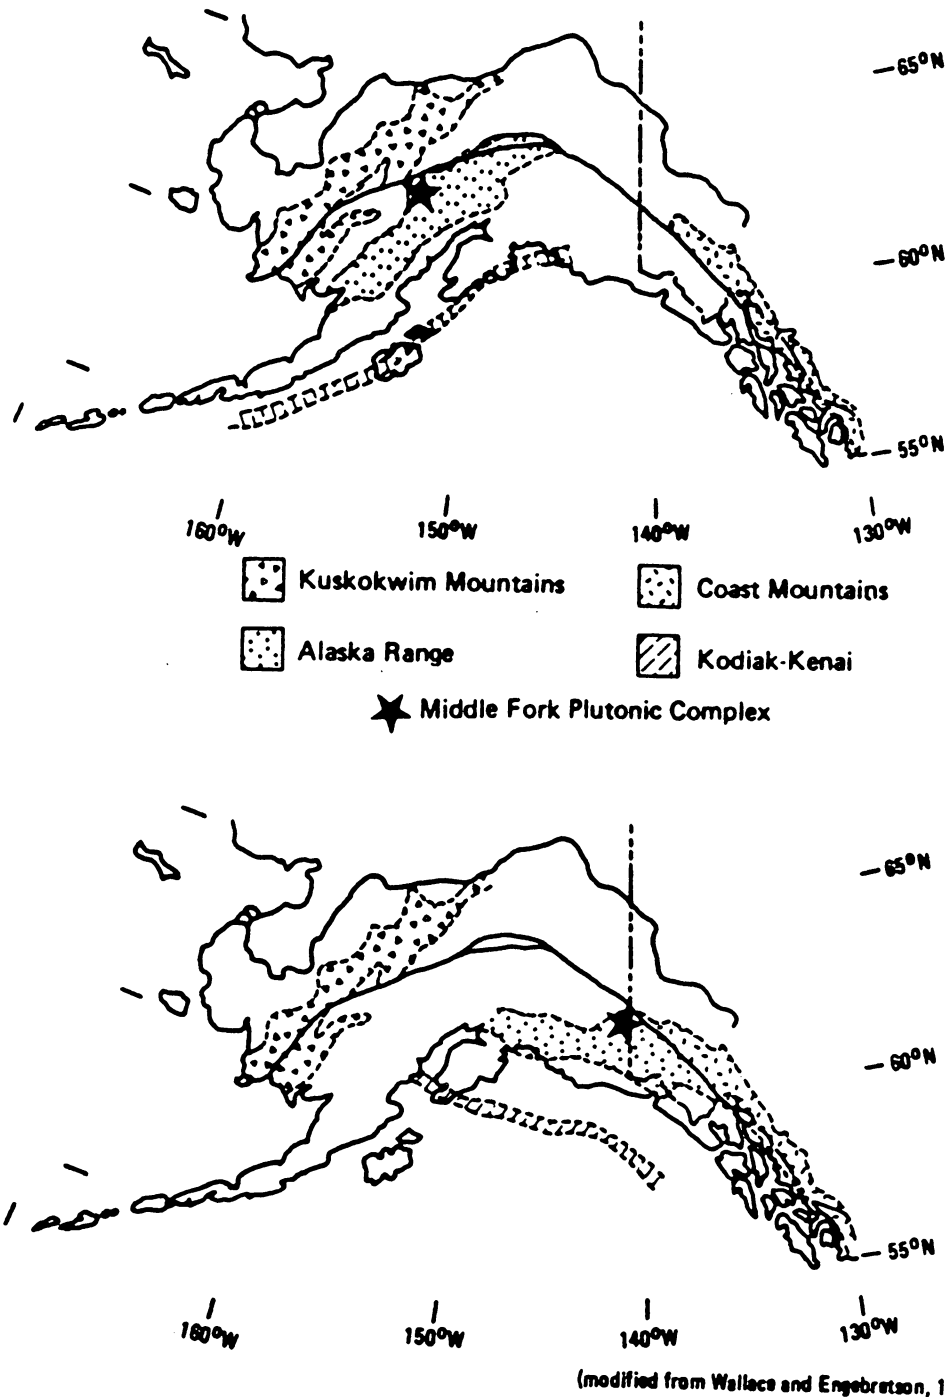 65°N
60°N
55°N
160°W 150°W 140°W 130°W
Kuskokwim Mountains Coast Mountains
Alaska Range Kodiak-Kenai
Middle Fork Plutonic Complex
65°N
60°N
55°N
160°W 150°W 140°W 130°W
(modified from Wallace and Engebretson, 1